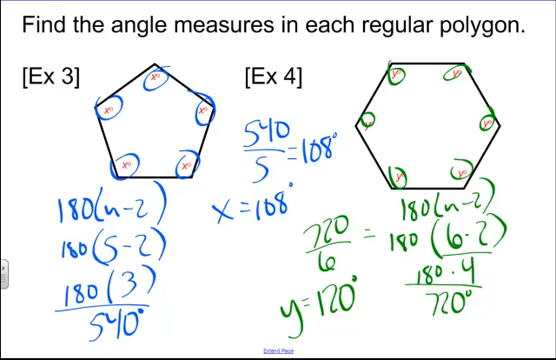 Find the angle measures in each regular polygon.
[Ex 3]
x°
x°
x°
x°
x°
180(n-2)
180(5-2)
180(3)
540°
540/5 = 108°
x = 108°
[Ex 4]
y°
y°
y°
y°
y°
y°
180(n-2)
720/6 = 180(6-2)
180·4
720°
y = 120°
Extend Page